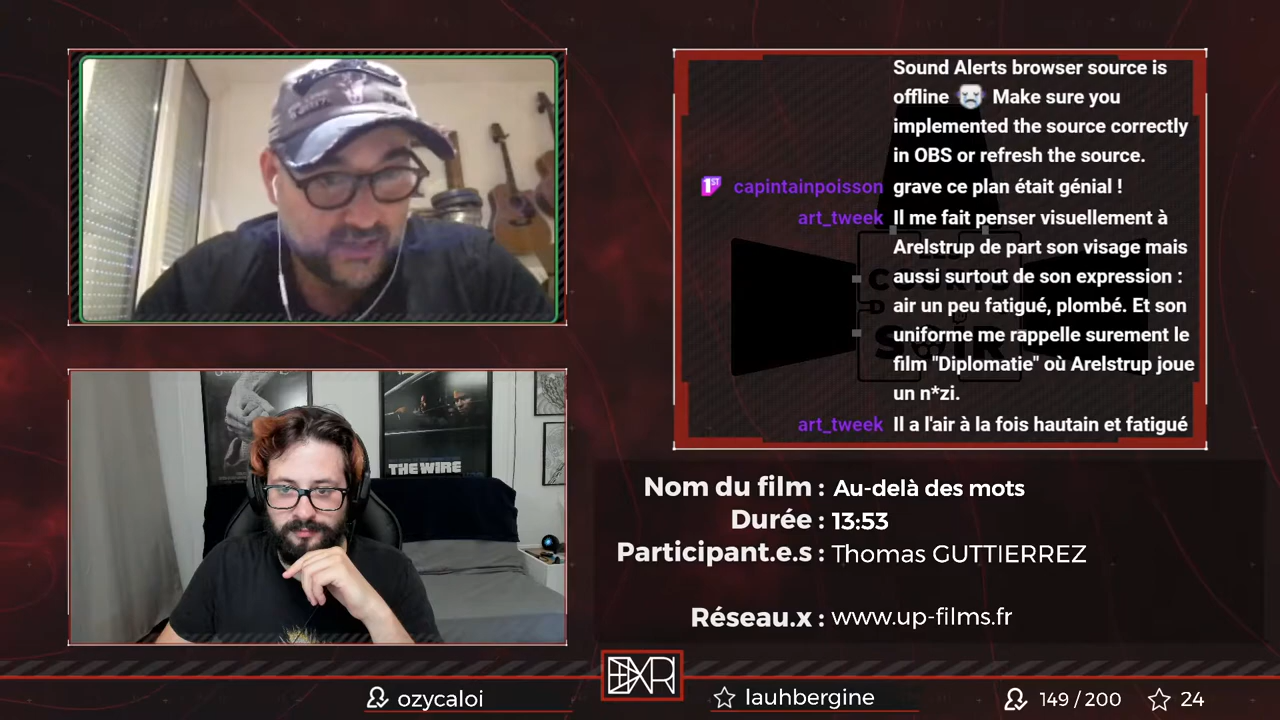 Sound Alerts browser source is
offline Make sure you
implemented the source correctly
in OBS or refresh the source.
1ST capintainpoisson grave ce plan était génial !
art_tweek Il me fait penser visuellement à
Arelstrup de part son visage mais
aussi surtout de son expression :
air un peu fatigué, plombé. Et son
uniforme me rappelle surement le
film "Diplomatie" où Arelstrup joue
un n*zi.
art_tweek Il a l'air à la fois hautain et fatigué
THE WIRE
Nom du film : Au-delà des mots
Durée : 13:53
Participant.e.s : Thomas GUTTIERREZ
Réseau.x : www.up-films.fr
ozycaloi
lauhbergine
149 / 200
24